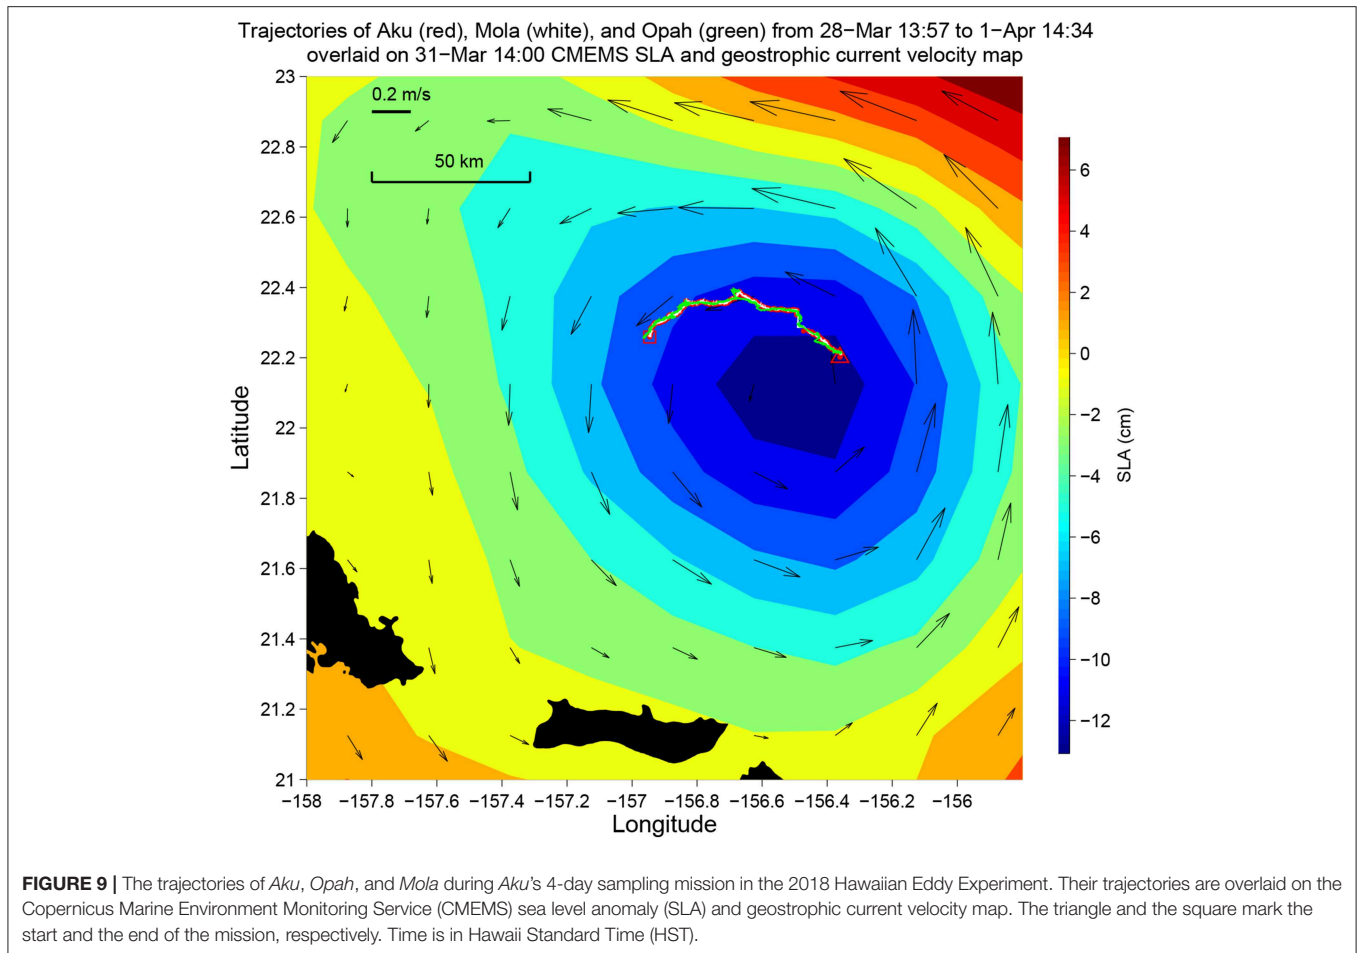 Trajectories of Aku (red), Mola (white), and Opah (green) from 28−Mar 13:57 to 1−Apr 14:34
overlaid on 31−Mar 14:00 CMEMS SLA and geostrophic current velocity map
23
22.8
22.6
22.4
22.2
22
21.8
21.6
21.4
21.2
21
Latitude
0.2 m/s
50 km
−158 −157.8 −157.6 −157.4 −157.2 −157 −156.8 −156.6 −156.4 −156.2 −156
Longitude
6
4
2
0
−2
−4
−6
−8
−10
−12
SLA (cm)
FIGURE 9 | The trajectories of Aku, Opah, and Mola during Aku's 4-day sampling mission in the 2018 Hawaiian Eddy Experiment. Their trajectories are overlaid on the
Copernicus Marine Environment Monitoring Service (CMEMS) sea level anomaly (SLA) and geostrophic current velocity map. The triangle and the square mark the
start and the end of the mission, respectively. Time is in Hawaii Standard Time (HST).